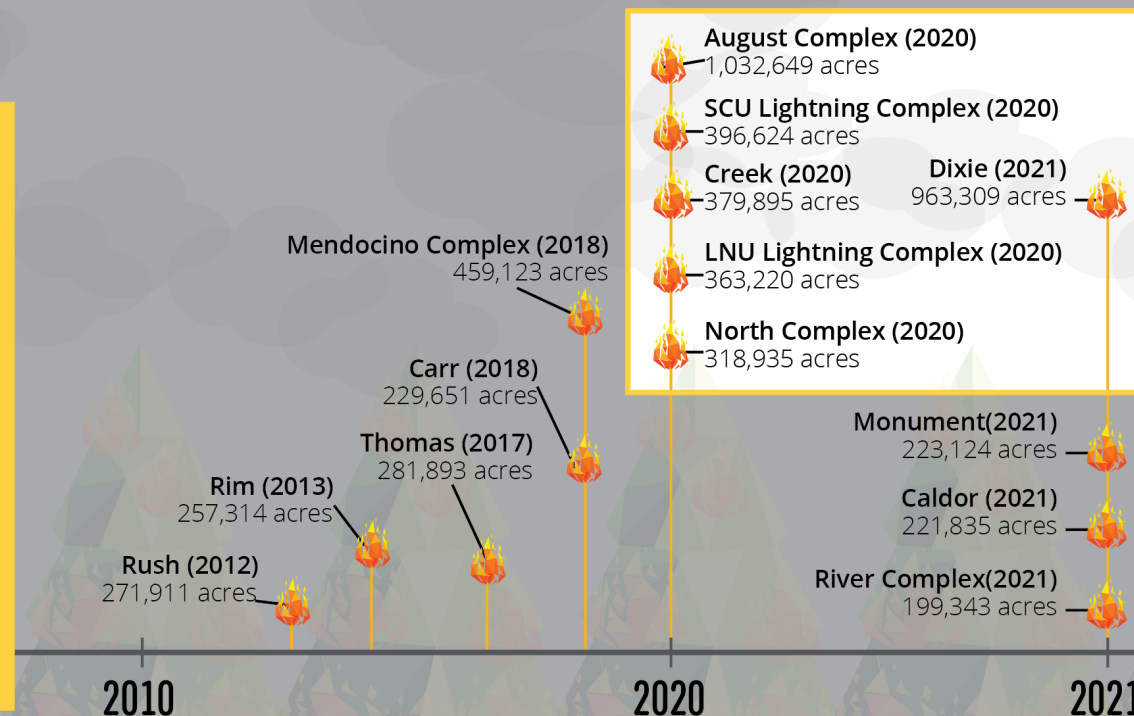 August Complex (2020)
1,032,649 acres
SCU Lightning Complex (2020)
396,624 acres
Creek (2020)
379,895 acres
Dixie (2021)
963,309 acres
LNU Lightning Complex (2020)
363,220 acres
North Complex (2020)
318,935 acres
Mendocino Complex (2018)
459,123 acres
Carr (2018)
229,651 acres
Thomas (2017)
281,893 acres
Rim (2013)
257,314 acres
Rush (2012)
271,911 acres
Monument(2021)
223,124 acres
Caldor (2021)
221,835 acres
River Complex(2021)
199,343 acres
2010
2020
2021